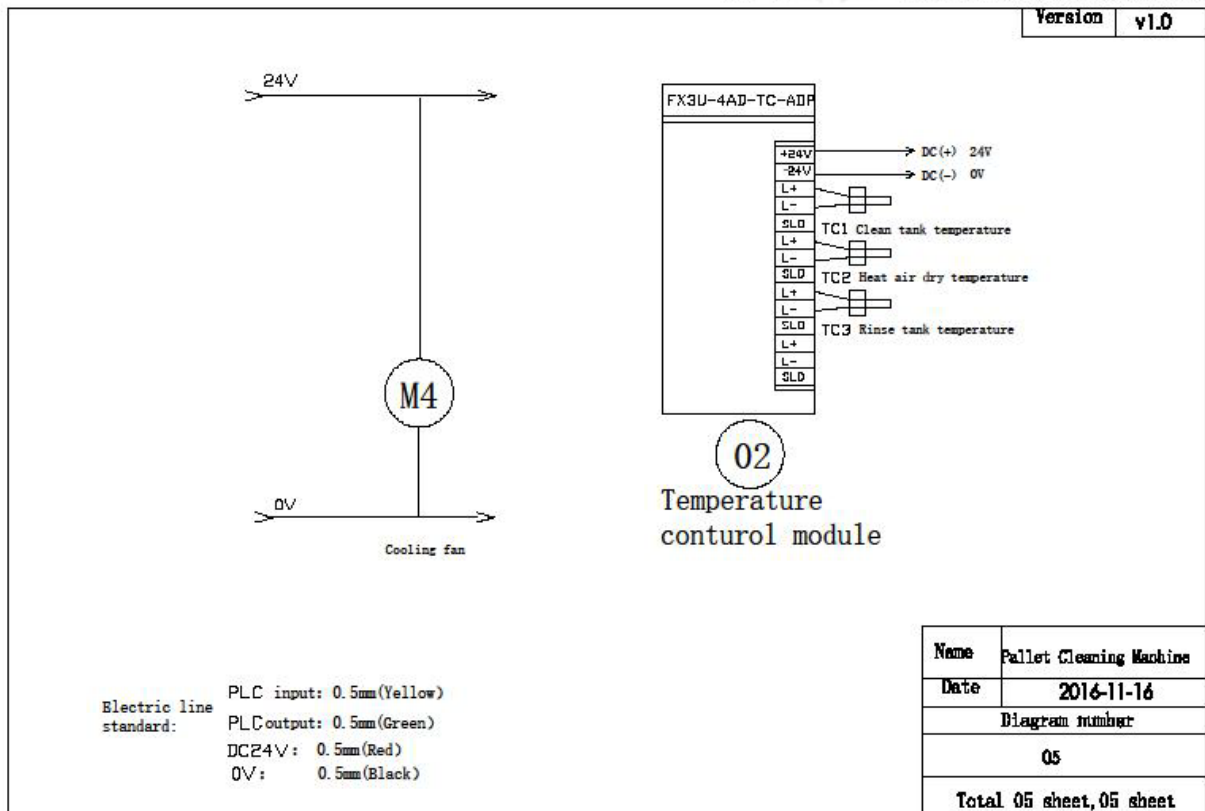 Version v1.0
24V
FX3U-4AD-TC-ADP
+24V DC(+) 24V
-24V DC(-) 0V
L+
L-
SLD TC1 Clean tank temperature
L+
L-
SLD TC2 Heat air dry temperature
L+
L-
SLD TC3 Rinse tank temperature
L+
L-
SLD
M4
02
Temperature
conturol module
0V
Cooling fan
Electric line
standard:
PLC input: 0.5mm(Yellow)
PLCoutput: 0.5mm(Green)
DC24V: 0.5mm(Red)
0V: 0.5mm(Black)
Name Pallet Cleaning Machine
Date 2016-11-16
Diagram number
05
Total 05 sheet,05 sheet